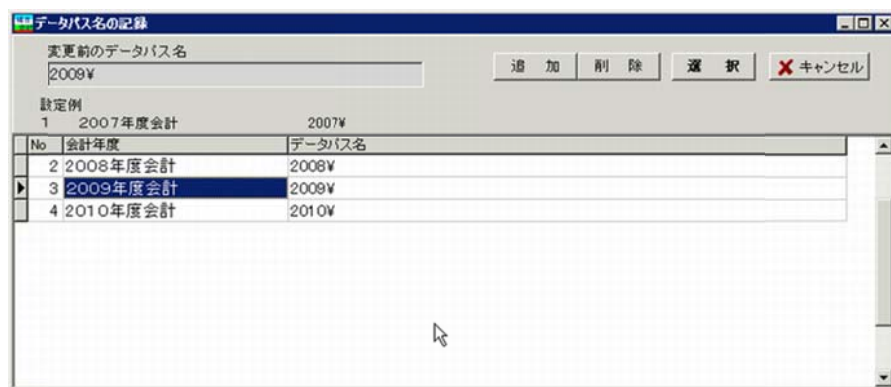 データパス名の記録
変更前のデータパス名
2009¥
追 加 削 除 選 択 キャンセル
設定例
1 2007年度会計 2007¥
No 会計年度 データパス名
2 2008年度会計 2008¥
3 2009年度会計 2009¥
4 2010年度会計 2010¥